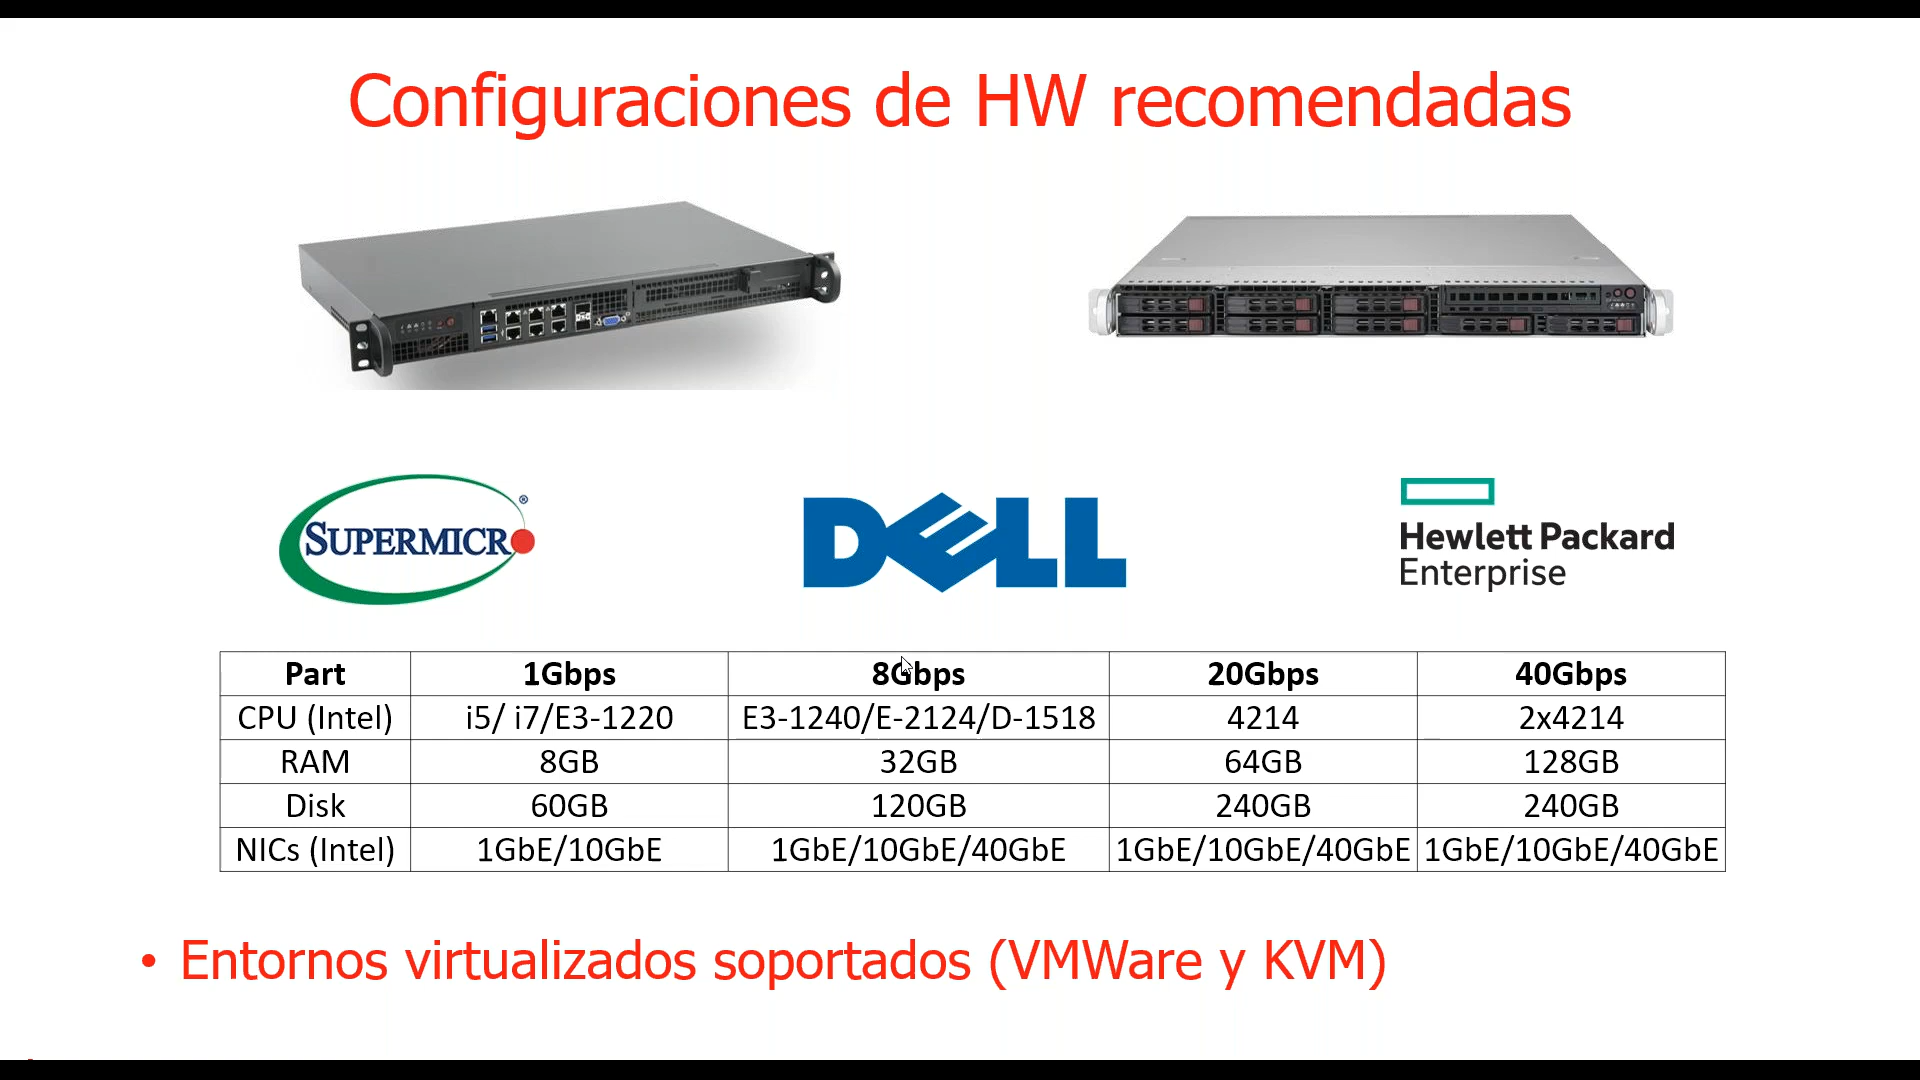 Configuraciones de HW recomendadas
SUPERMICRO®
DELL
Hewlett Packard
Enterprise
Part 1Gbps 8Gbps 20Gbps 40Gbps
CPU (Intel) i5/ i7/E3-1220 E3-1240/E-2124/D-1518 4214 2x4214
RAM 8GB 32GB 64GB 128GB
Disk 60GB 120GB 240GB 240GB
NICs (Intel) 1GbE/10GbE 1GbE/10GbE/40GbE 1GbE/10GbE/40GbE 1GbE/10GbE/40GbE
• Entornos virtualizados soportados (VMWare y KVM)